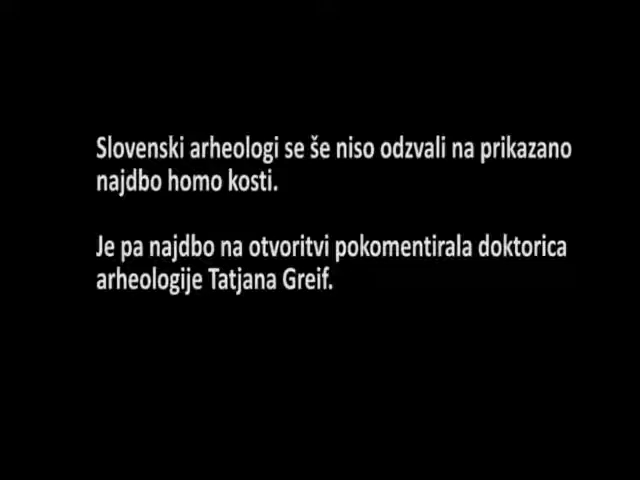 Slovenski arheologi se še niso odzvali na prikazano
najdbo homo kosti.
Je pa najdbo na otvoritvi pokomentirala doktorica
arheologije Tatjana Greif.